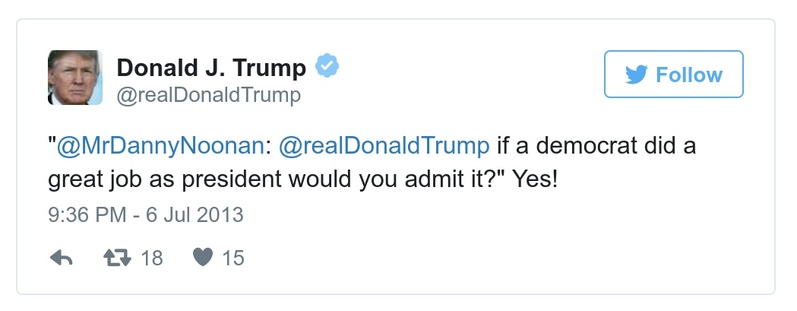 Donald J. Trump
@realDonaldTrump
Follow
"@MrDannyNoonan: @realDonaldTrump if a democrat did a
great job as president would you admit it?" Yes!
9:36 PM - 6 Jul 2013
18 15